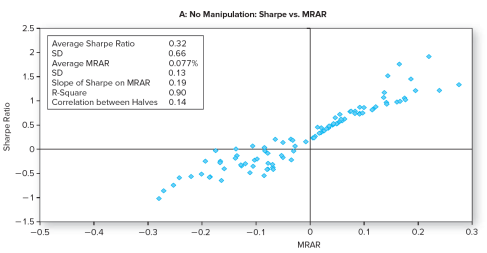 A: No Manipulation: Sharpe vs. MRAR
2.5
2
1.5
1
0.5
0
−0.5
−1
−1.5
Sharpe Ratio
Average Sharpe Ratio 0.32
SD 0.66
Average MRAR 0.077%
SD 0.13
Slope of Sharpe on MRAR 0.19
R-Square 0.90
Correlation between Halves 0.14
−0.5 −0.4 −0.3 −0.2 −0.1 0 0.1 0.2 0.3
MRAR